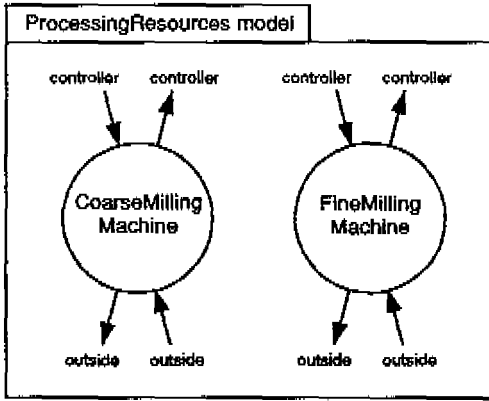 ProcessingResources model
controller controller controller controller
CoarseMilling FineMilling
Machine Machine
outside outside outside outside